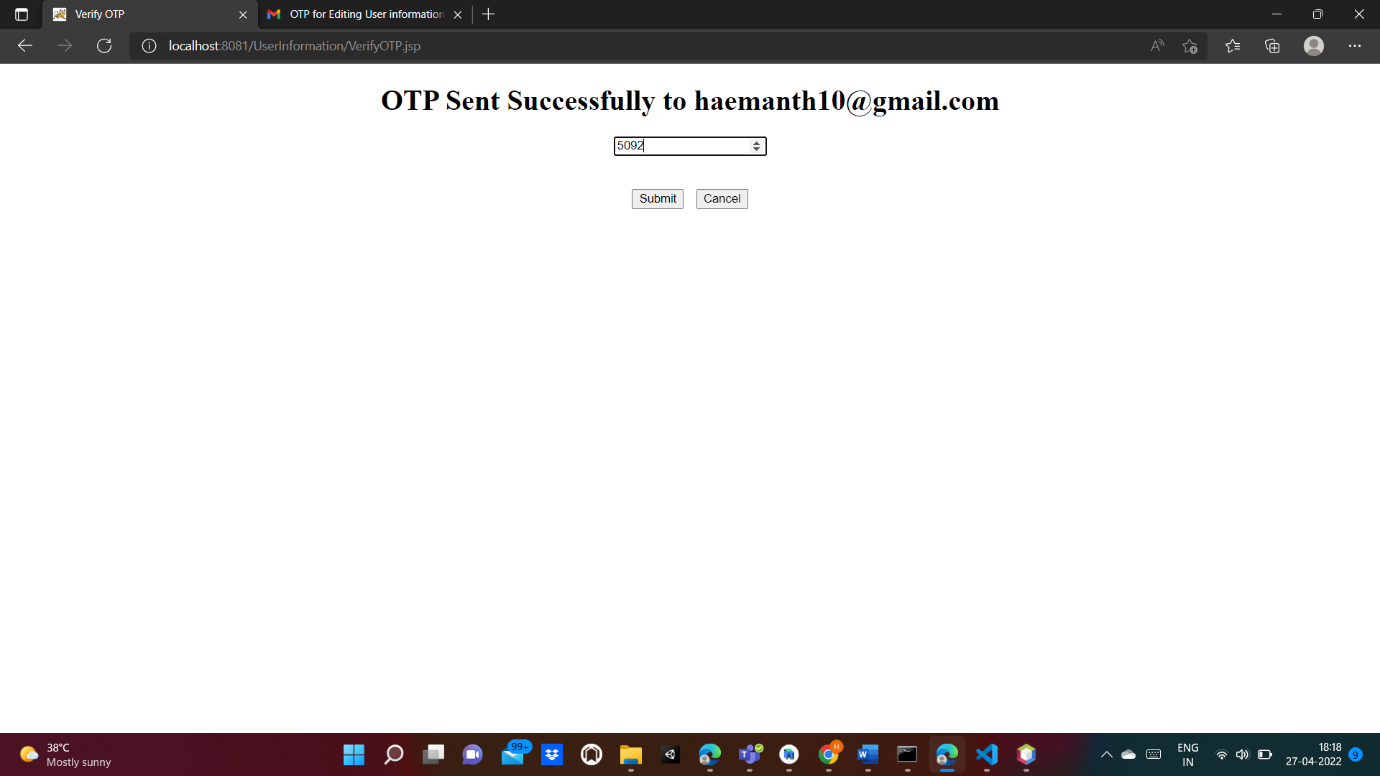 Verify OTP
OTP for Editing User information
localhost:8081/UserInformation/VerifyOTP.jsp
OTP Sent Successfully to haemanth10@gmail.com
5092
Submit Cancel
38°C
Mostly sunny
99+
H
ENG
IN
18:18
27-04-2022
9